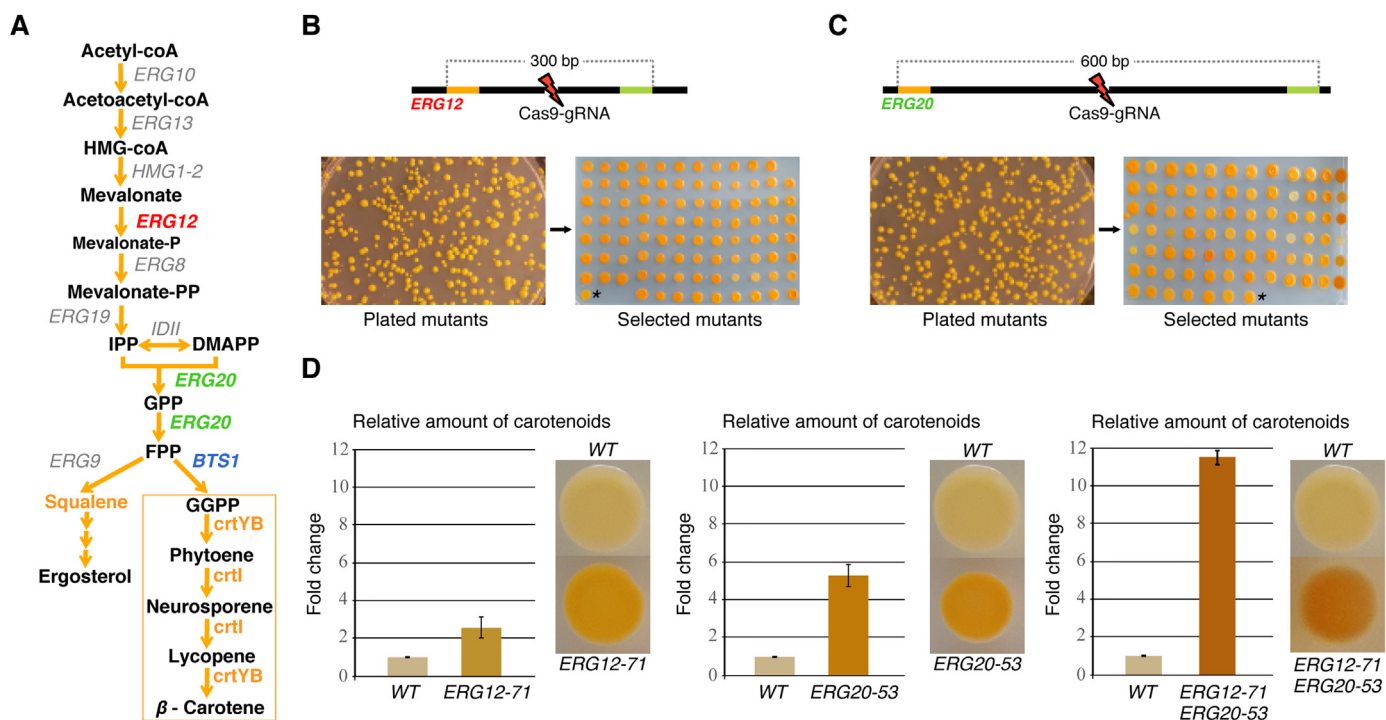 A
Acetyl-coA
ERG10
Acetoacetyl-coA
ERG13
HMG-coA
HMG1-2
Mevalonate
ERG12
Mevalonate-P
ERG8
Mevalonate-PP
ERG19
IDII
IPP
DMAPP
ERG20
GPP
ERG20
FPP
ERG9
BTS1
Squalene
GGPP
crtYB
Phytoene
crtI
Ergosterol
Neurosporene
crtI
Lycopene
crtYB
β - Carotene
B
300 bp
ERG12
Cas9-gRNA
*
Plated mutants
Selected mutants
C
600 bp
ERG20
Cas9-gRNA
*
Plated mutants
Selected mutants
D
Relative amount of carotenoids
Fold change
12
10
8
6
4
2
0
WT
ERG12-71
WT
ERG12-71
Relative amount of carotenoids
Fold change
12
10
8
6
4
2
0
WT
ERG20-53
WT
ERG20-53
Relative amount of carotenoids
Fold change
12
10
8
6
4
2
0
WT
ERG12-71
ERG20-53
WT
ERG12-71
ERG20-53